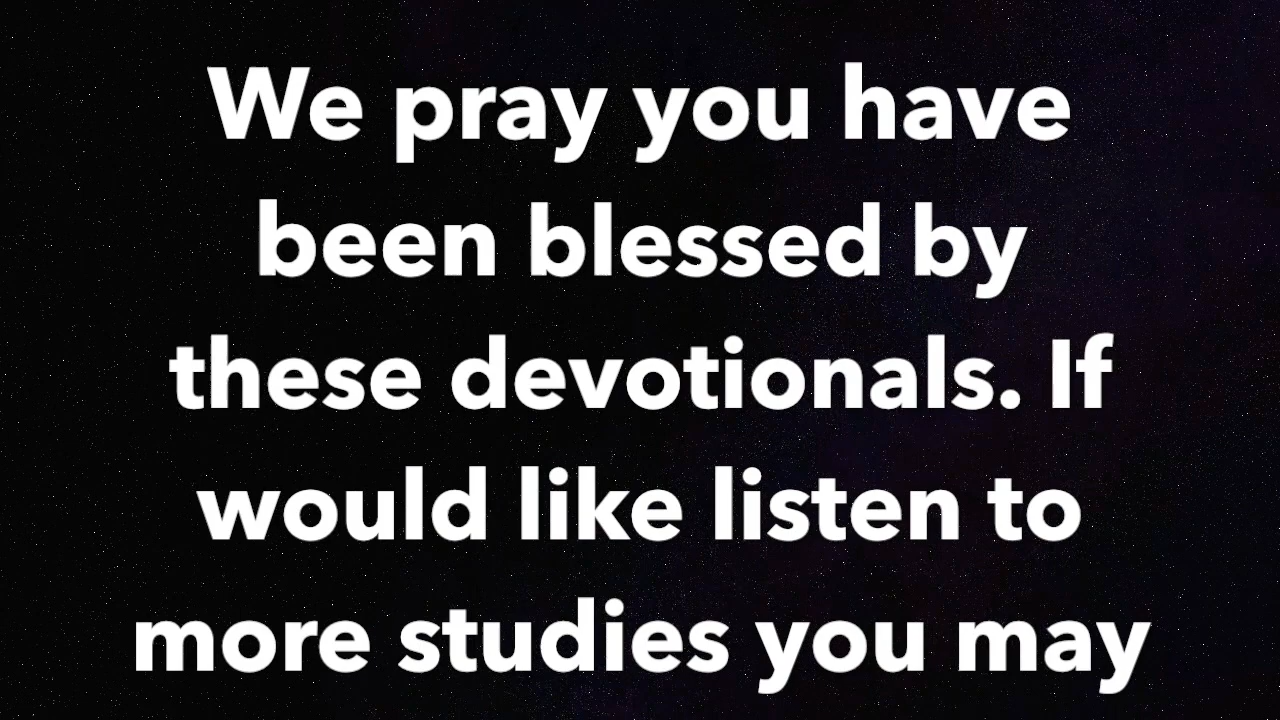 We pray you have
been blessed by
these devotionals. If
would like listen to
more studies you may